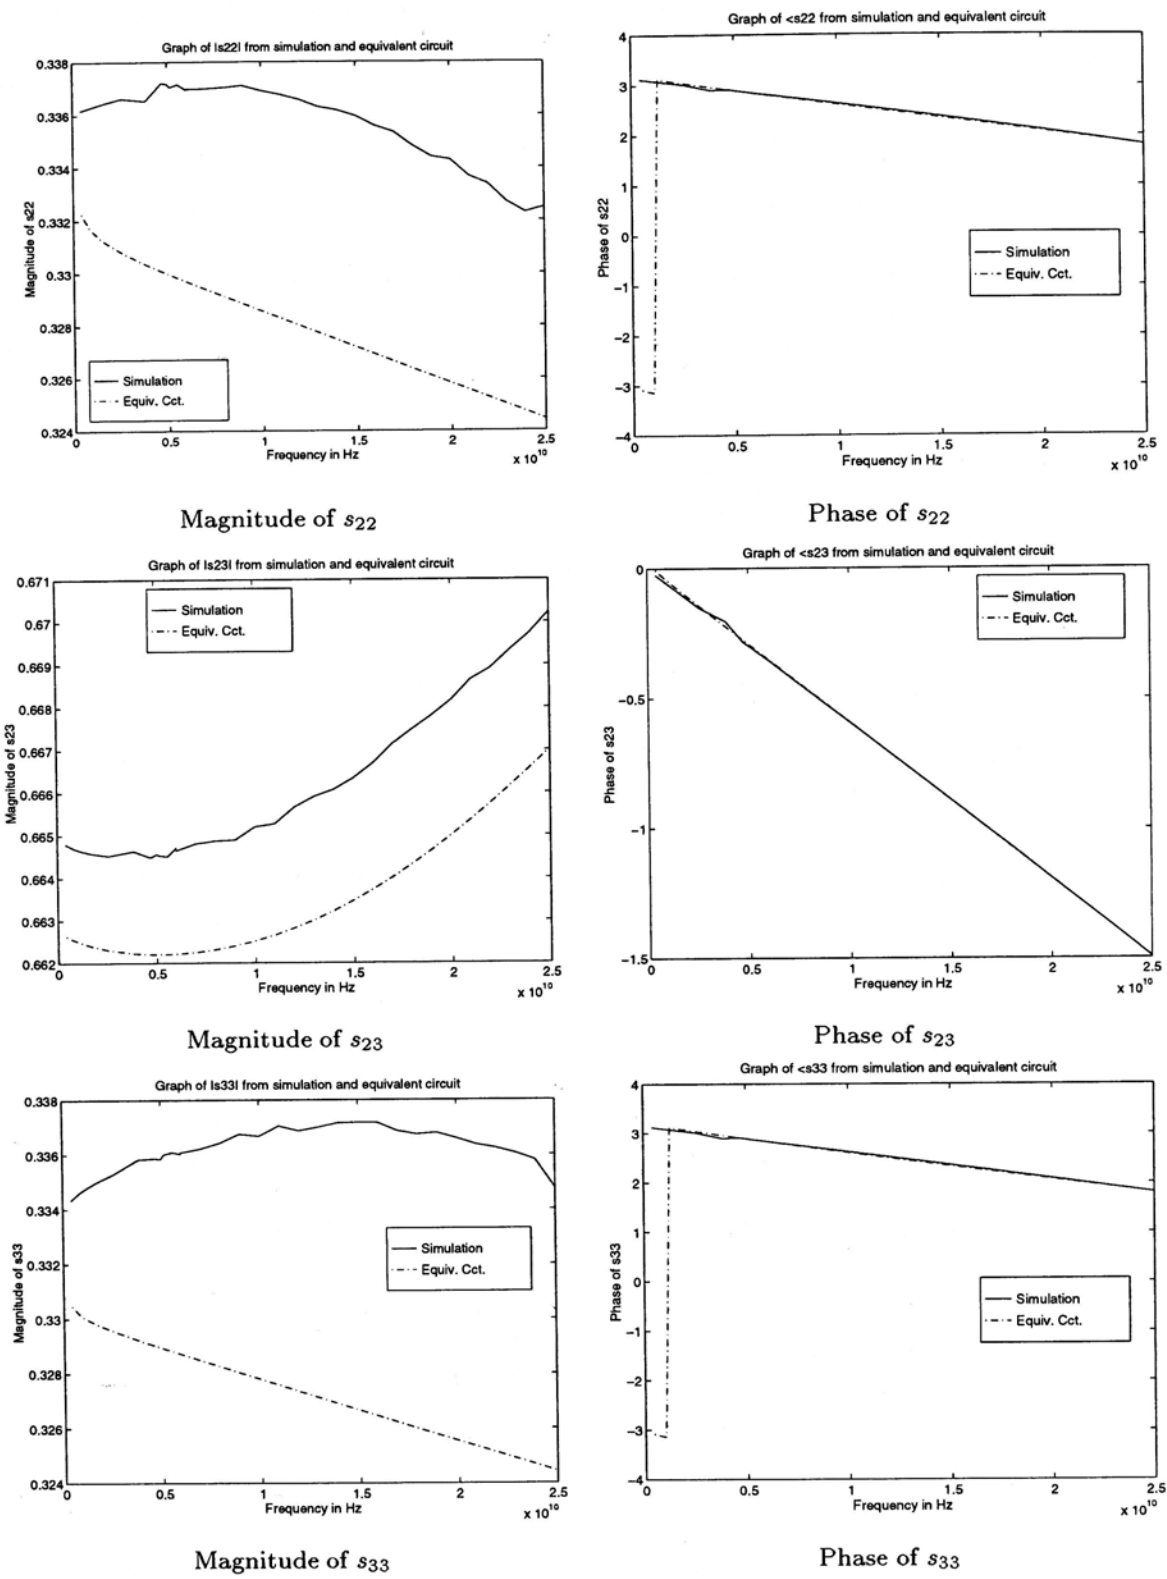 Graph of |s22| from simulation and equivalent circuit
0.338
0.336
0.334
0.332
0.33
0.328
0.326
0.324
Magnitude of s22
Simulation
Equiv. Cct.
0 0.5 1 1.5 2 2.5
Frequency in Hz
x 10^10
Magnitude of s22
Graph of <s22 from simulation and equivalent circuit
4
3
2
1
0
−1
−2
−3
−4
Phase of s22
Simulation
Equiv. Cct.
0 0.5 1 1.5 2 2.5
Frequency in Hz
x 10^10
Phase of s22
Graph of |s23| from simulation and equivalent circuit
0.671
0.67
0.669
0.668
0.667
0.666
0.665
0.664
0.663
0.662
Magnitude of s23
Simulation
Equiv. Cct.
0 0.5 1 1.5 2 2.5
Frequency in Hz
x 10^10
Magnitude of s23
Graph of <s23 from simulation and equivalent circuit
0
−0.5
−1
−1.5
Phase of s23
Simulation
Equiv. Cct.
0 0.5 1 1.5 2 2.5
Frequency in Hz
x 10^10
Phase of s23
Graph of |s33| from simulation and equivalent circuit
0.338
0.336
0.334
0.332
0.33
0.328
0.326
0.324
Magnitude of s33
Simulation
Equiv. Cct.
0 0.5 1 1.5 2 2.5
Frequency in Hz
x 10^10
Magnitude of s33
Graph of <s33 from simulation and equivalent circuit
4
3
2
1
0
−1
−2
−3
−4
Phase of s33
Simulation
Equiv. Cct.
0 0.5 1 1.5 2 2.5
Frequency in Hz
x 10^10
Phase of s33